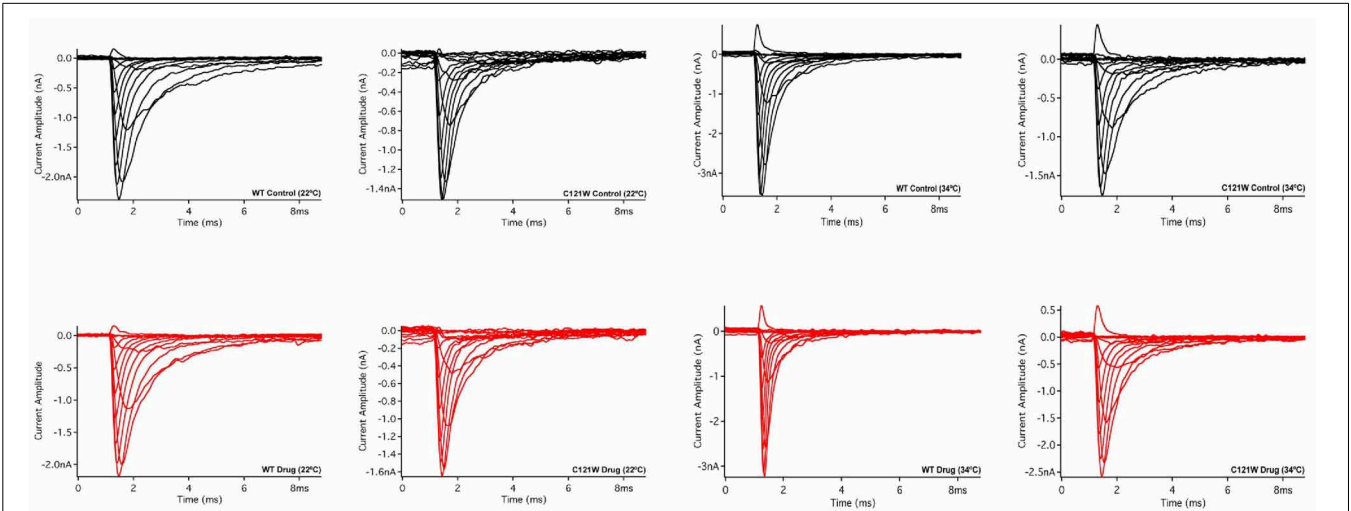 0.0
-0.5
-1.0
-1.5
-2.0nA
Current Amplitude (nA)
WT Control (22ºC)
0 2 4 6 8ms
Time (ms)
0.0
-0.2
-0.4
-0.6
-0.8
-1.0
-1.2
-1.4nA
Current Amplitude (nA)
C121W Control (22ºC)
0 2 4 6 8ms
Time (ms)
0
-1
-2
-3nA
Current Amplitude (nA)
WT Control (34ºC)
0 2 4 6 8ms
Time (ms)
0.0
-0.5
-1.0
-1.5nA
Current Amplitude (nA)
C121W Control (34ºC)
0 2 4 6 8ms
Time (ms)
0.0
-0.5
-1.0
-1.5
-2.0nA
Current Amplitude
WT Drug (22ºC)
0 2 4 6 8ms
Time (ms)
0.0
-0.2
-0.4
-0.6
-0.8
-1.0
-1.2
-1.4
-1.6nA
Current Amplitude (nA)
C121W Drug (22ºC)
0 2 4 6 8ms
Time (ms)
0
-1
-2
-3nA
Current Amplitude (nA)
WT Drug (34ºC)
0 2 4 6 8ms
Time (ms)
0.5
0.0
-0.5
-1.0
-1.5
-2.0
-2.5nA
Current Amplitude (nA)
C121W Drug (34ºC)
0 2 4 6 8ms
Time (ms)